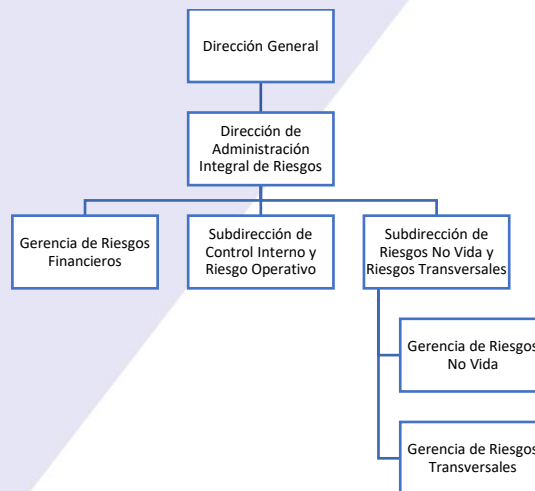 Dirección General
Dirección de
Administración
Integral de Riesgos
Gerencia de Riesgos
Financieros
Subdirección de
Control Interno y
Riesgo Operativo
Subdirección de
Riesgos No Vida y
Riesgos Transversales
Gerencia de Riesgos
No Vida
Gerencia de Riesgos
Transversales